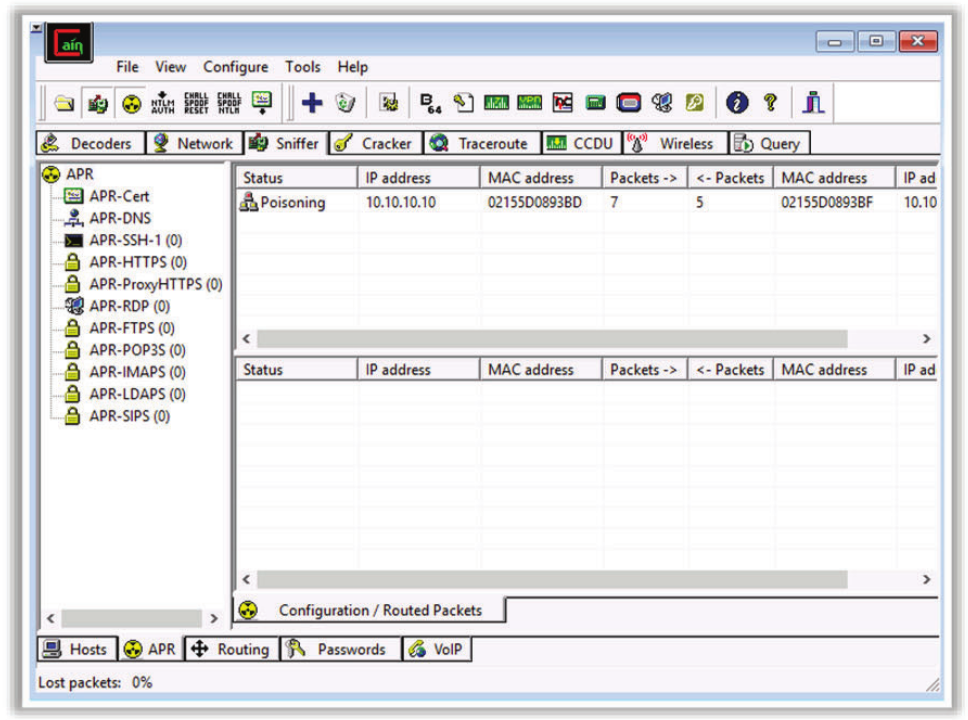 Caín
File View Configure Tools Help
NTLM AUTH CHALL SPOOF RESET CHALL SPOOF NTLM B64
Decoders Network Sniffer Cracker Traceroute CCDU Wireless Query
APR
APR-Cert
APR-DNS
APR-SSH-1 (0)
APR-HTTPS (0)
APR-ProxyHTTPS (0)
APR-RDP (0)
APR-FTPS (0)
APR-POP3S (0)
APR-IMAPS (0)
APR-LDAPS (0)
APR-SIPS (0)
Status IP address MAC address Packets -> <- Packets MAC address IP ad
Poisoning 10.10.10.10 02155D0893BD 7 5 02155D0893BF 10.10
Status IP address MAC address Packets -> <- Packets MAC address IP ad
Configuration / Routed Packets
Hosts APR Routing Passwords VoIP
Lost packets: 0%